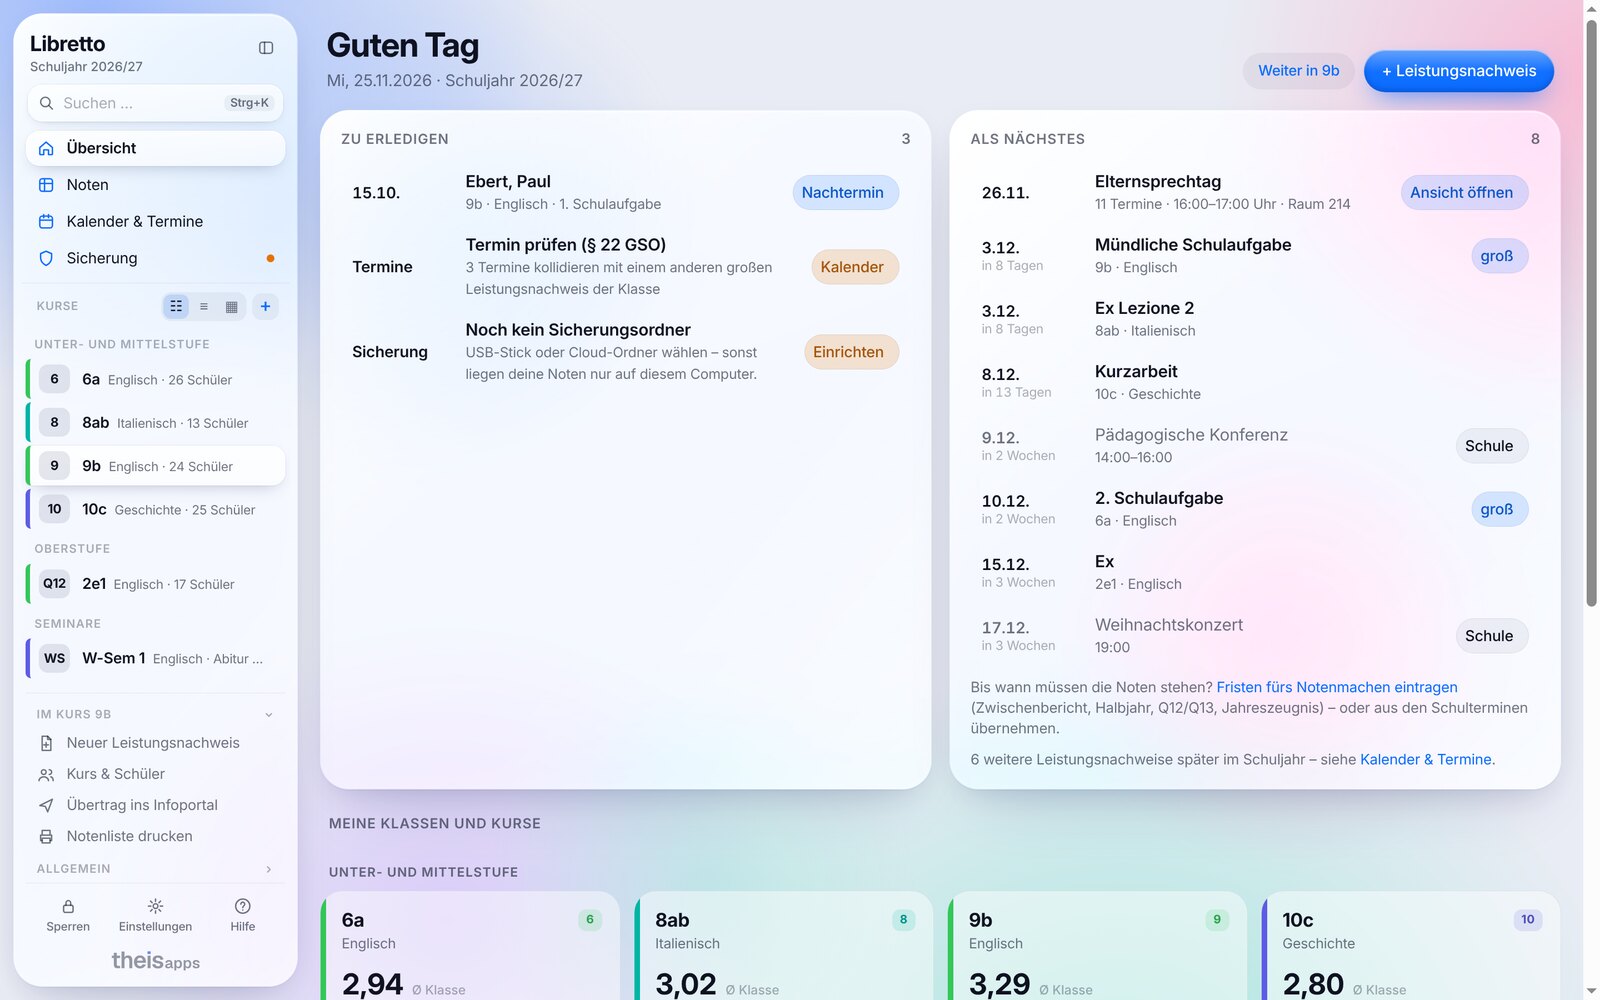 Libretto
Schuljahr 2026/27
Suchen ... Strg+K
Übersicht
Noten
Kalender & Termine
Sicherung
KURSE
UNTER- UND MITTELSTUFE
6 6a Englisch · 26 Schüler
8 8ab Italienisch · 13 Schüler
9 9b Englisch · 24 Schüler
10 10c Geschichte · 25 Schüler
OBERSTUFE
Q12 2e1 Englisch · 17 Schüler
SEMINARE
WS W-Sem 1 Englisch · Abitur ...
IM KURS 9B
Neuer Leistungsnachweis
Kurs & Schüler
Übertrag ins Infoportal
Notenliste drucken
ALLGEMEIN
Sperren Einstellungen Hilfe
theisapps
Guten Tag
Mi, 25.11.2026 · Schuljahr 2026/27
Weiter in 9b
+ Leistungsnachweis
ZU ERLEDIGEN 3
15.10. Ebert, Paul Nachtermin
9b · Englisch · 1. Schulaufgabe
Termine Termin prüfen (§ 22 GSO) Kalender
3 Termine kollidieren mit einem anderen großen
Leistungsnachweis der Klasse
Sicherung Noch kein Sicherungsordner Einrichten
USB-Stick oder Cloud-Ordner wählen – sonst
liegen deine Noten nur auf diesem Computer.
ALS NÄCHSTES 8
26.11. Elternsprechtag Ansicht öffnen
11 Termine · 16:00–17:00 Uhr · Raum 214
3.12. Mündliche Schulaufgabe groß
in 8 Tagen 9b · Englisch
3.12. Ex Lezione 2
in 8 Tagen 8ab · Italienisch
8.12. Kurzarbeit
in 13 Tagen 10c · Geschichte
9.12. Pädagogische Konferenz Schule
in 2 Wochen 14:00–16:00
10.12. 2. Schulaufgabe groß
in 2 Wochen 6a · Englisch
15.12. Ex
in 3 Wochen 2e1 · Englisch
17.12. Weihnachtskonzert Schule
in 3 Wochen 19:00
Bis wann müssen die Noten stehen? Fristen fürs Notenmachen eintragen
(Zwischenbericht, Halbjahr, Q12/Q13, Jahreszeugnis) – oder aus den Schulterminen
übernehmen.
6 weitere Leistungsnachweise später im Schuljahr – siehe Kalender & Termine.
MEINE KLASSEN UND KURSE
UNTER- UND MITTELSTUFE
6a 6
Englisch
2,94 Ø Klasse
8ab 8
Italienisch
3,02 Ø Klasse
9b 9
Englisch
3,29 Ø Klasse
10c 10
Geschichte
2,80 Ø Klasse